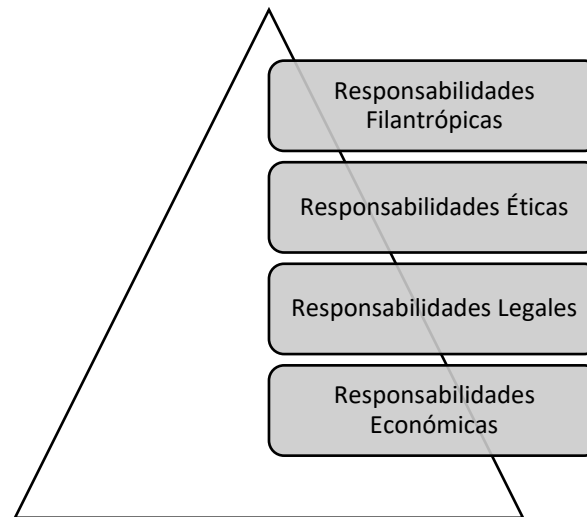 Responsabilidades
Filantrópicas
Responsabilidades Éticas
Responsabilidades Legales
Responsabilidades
Económicas